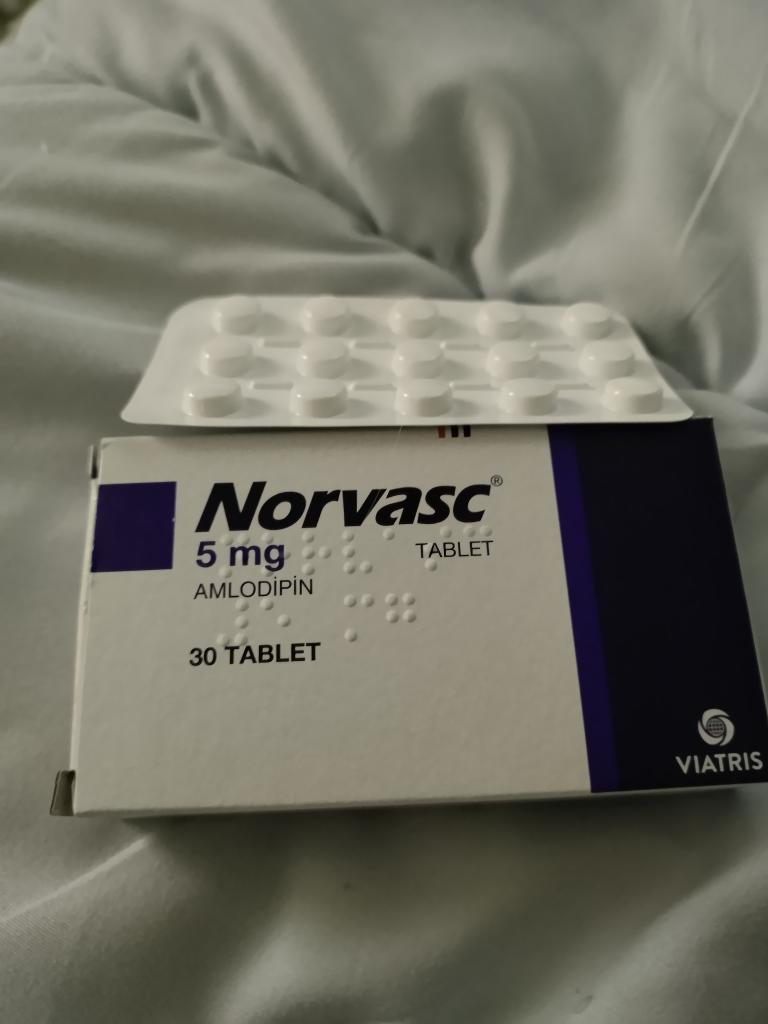 Norvasc®
5 mg TABLET
AMLODİPİN
30 TABLET
VIATRIS